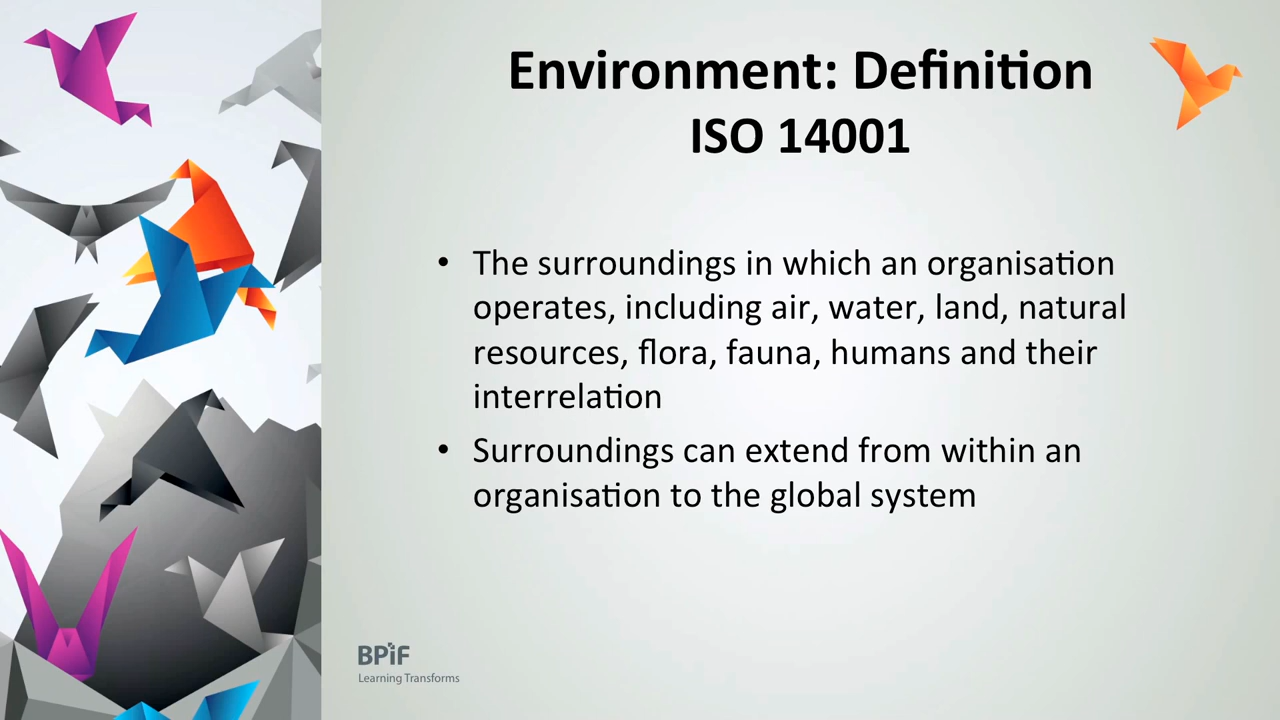 Environment: Definition
ISO 14001
• The surroundings in which an organisation
operates, including air, water, land, natural
resources, flora, fauna, humans and their
interrelation
• Surroundings can extend from within an
organisation to the global system
BPiF
Learning Transforms